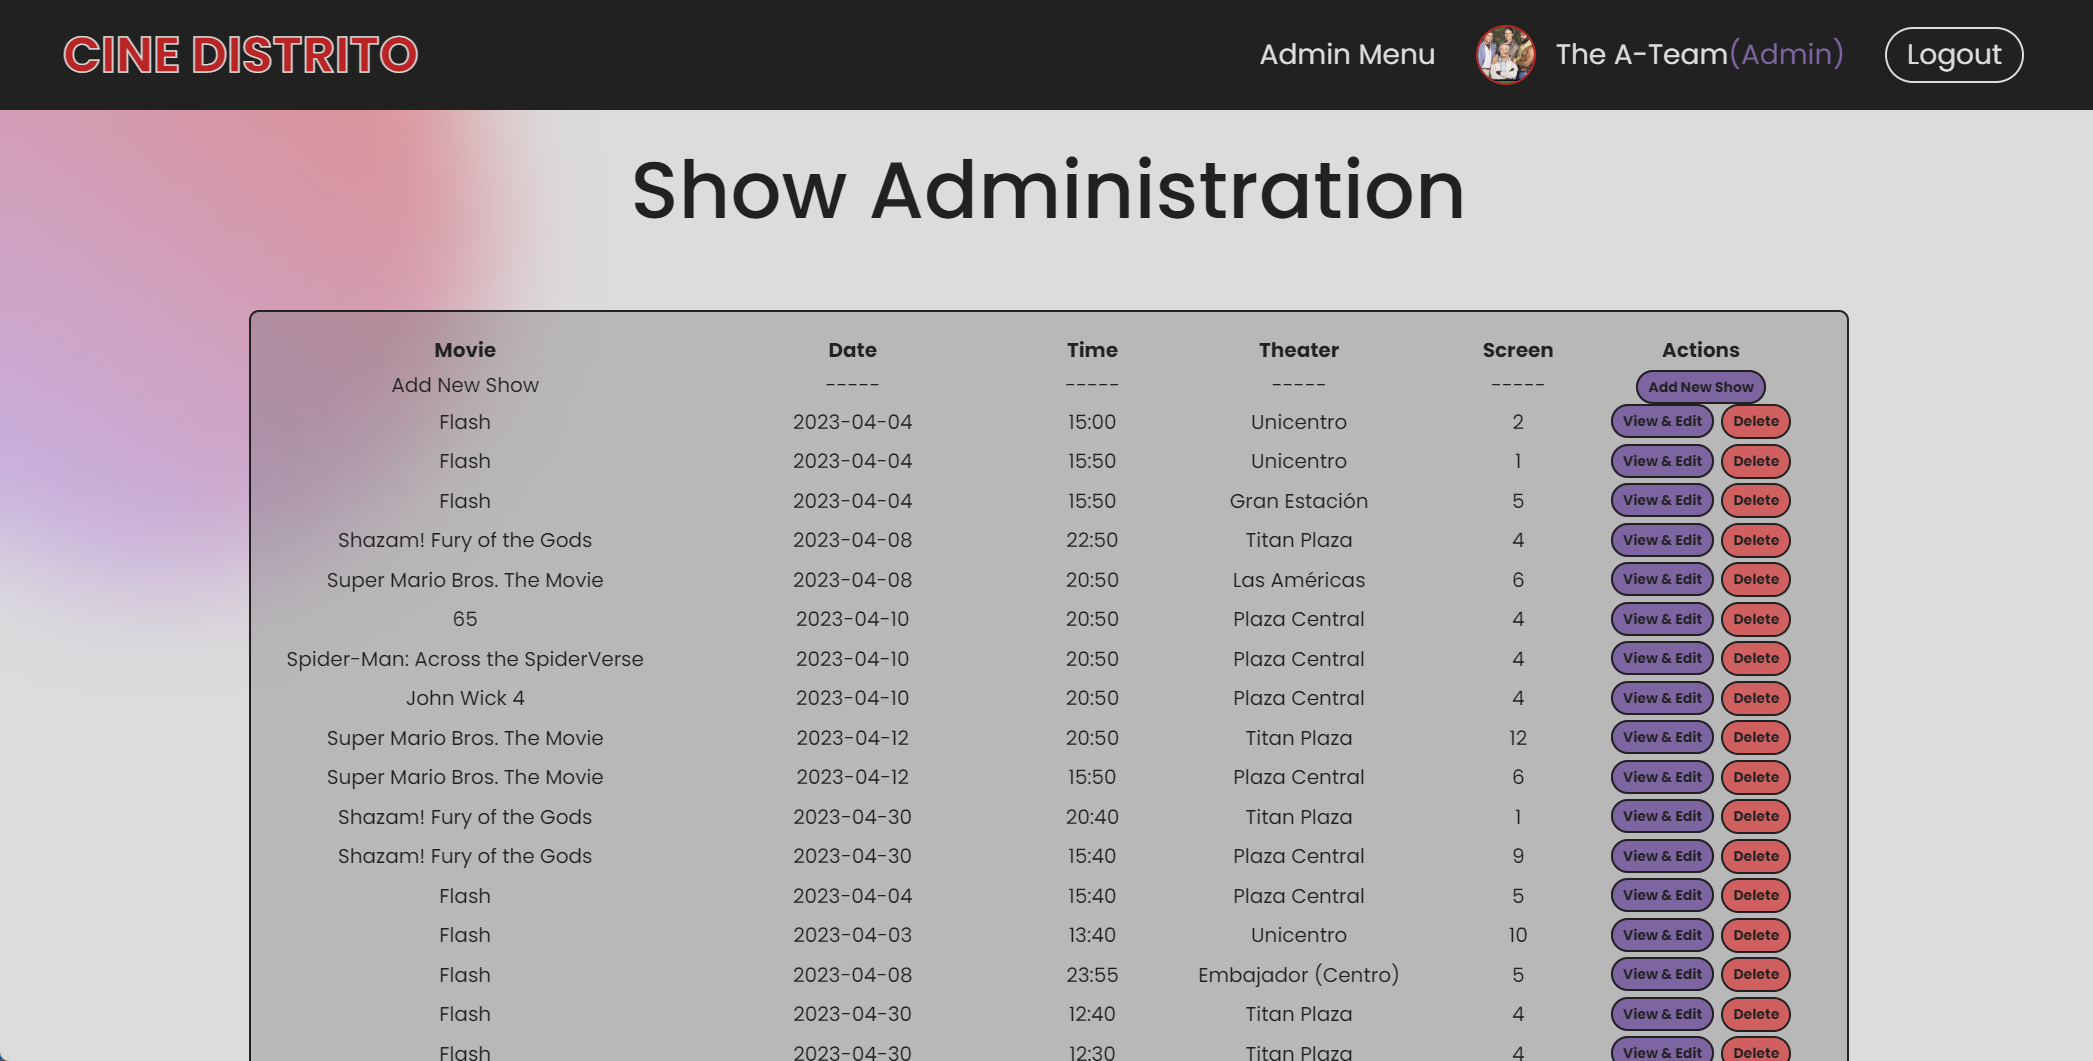 CINE DISTRITO Admin Menu The A-Team(Admin) Logout
Show Administration
Movie Date Time Theater Screen Actions
Add New Show ----- ----- ----- ----- Add New Show
Flash 2023-04-04 15:00 Unicentro 2 View & Edit Delete
Flash 2023-04-04 15:50 Unicentro 1 View & Edit Delete
Flash 2023-04-04 15:50 Gran Estación 5 View & Edit Delete
Shazam! Fury of the Gods 2023-04-08 22:50 Titan Plaza 4 View & Edit Delete
Super Mario Bros. The Movie 2023-04-08 20:50 Las Américas 6 View & Edit Delete
65 2023-04-10 20:50 Plaza Central 4 View & Edit Delete
Spider-Man: Across the SpiderVerse 2023-04-10 20:50 Plaza Central 4 View & Edit Delete
John Wick 4 2023-04-10 20:50 Plaza Central 4 View & Edit Delete
Super Mario Bros. The Movie 2023-04-12 20:50 Titan Plaza 12 View & Edit Delete
Super Mario Bros. The Movie 2023-04-12 15:50 Plaza Central 6 View & Edit Delete
Shazam! Fury of the Gods 2023-04-30 20:40 Titan Plaza 1 View & Edit Delete
Shazam! Fury of the Gods 2023-04-30 15:40 Plaza Central 9 View & Edit Delete
Flash 2023-04-04 15:40 Plaza Central 5 View & Edit Delete
Flash 2023-04-03 13:40 Unicentro 10 View & Edit Delete
Flash 2023-04-08 23:55 Embajador (Centro) 5 View & Edit Delete
Flash 2023-04-30 12:40 Titan Plaza 4 View & Edit Delete
Flash 2023-04-30 12:30 Titan Plaza 4 View & Edit Delete